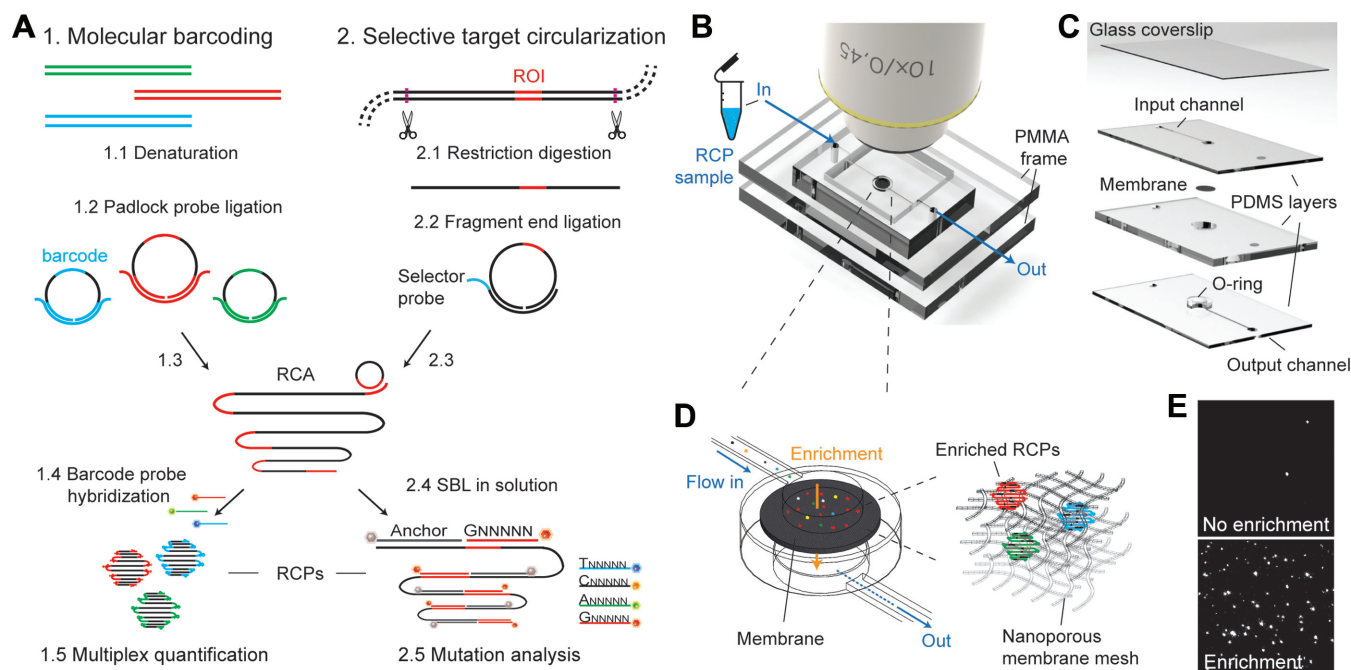 A
1. Molecular barcoding
1.1 Denaturation
1.2 Padlock probe ligation
barcode
1.3
2. Selective target circularization
ROI
2.1 Restriction digestion
2.2 Fragment end ligation
Selector
probe
2.3
RCA
1.4 Barcode probe
hybridization
RCPs
1.5 Multiplex quantification
2.4 SBL in solution
Anchor
GNNNNN
TNNNNN
CNNNNN
ANNNNN
GNNNNN
2.5 Mutation analysis
B
10x/0,45
In
RCP
sample
PMMA
frame
Out
C
Glass coverslip
Input channel
Membrane
PDMS layers
O-ring
Output channel
D
Enrichment
Flow in
Membrane
Out
Enriched RCPs
Nanoporous
membrane mesh
E
No enrichment
Enrichment